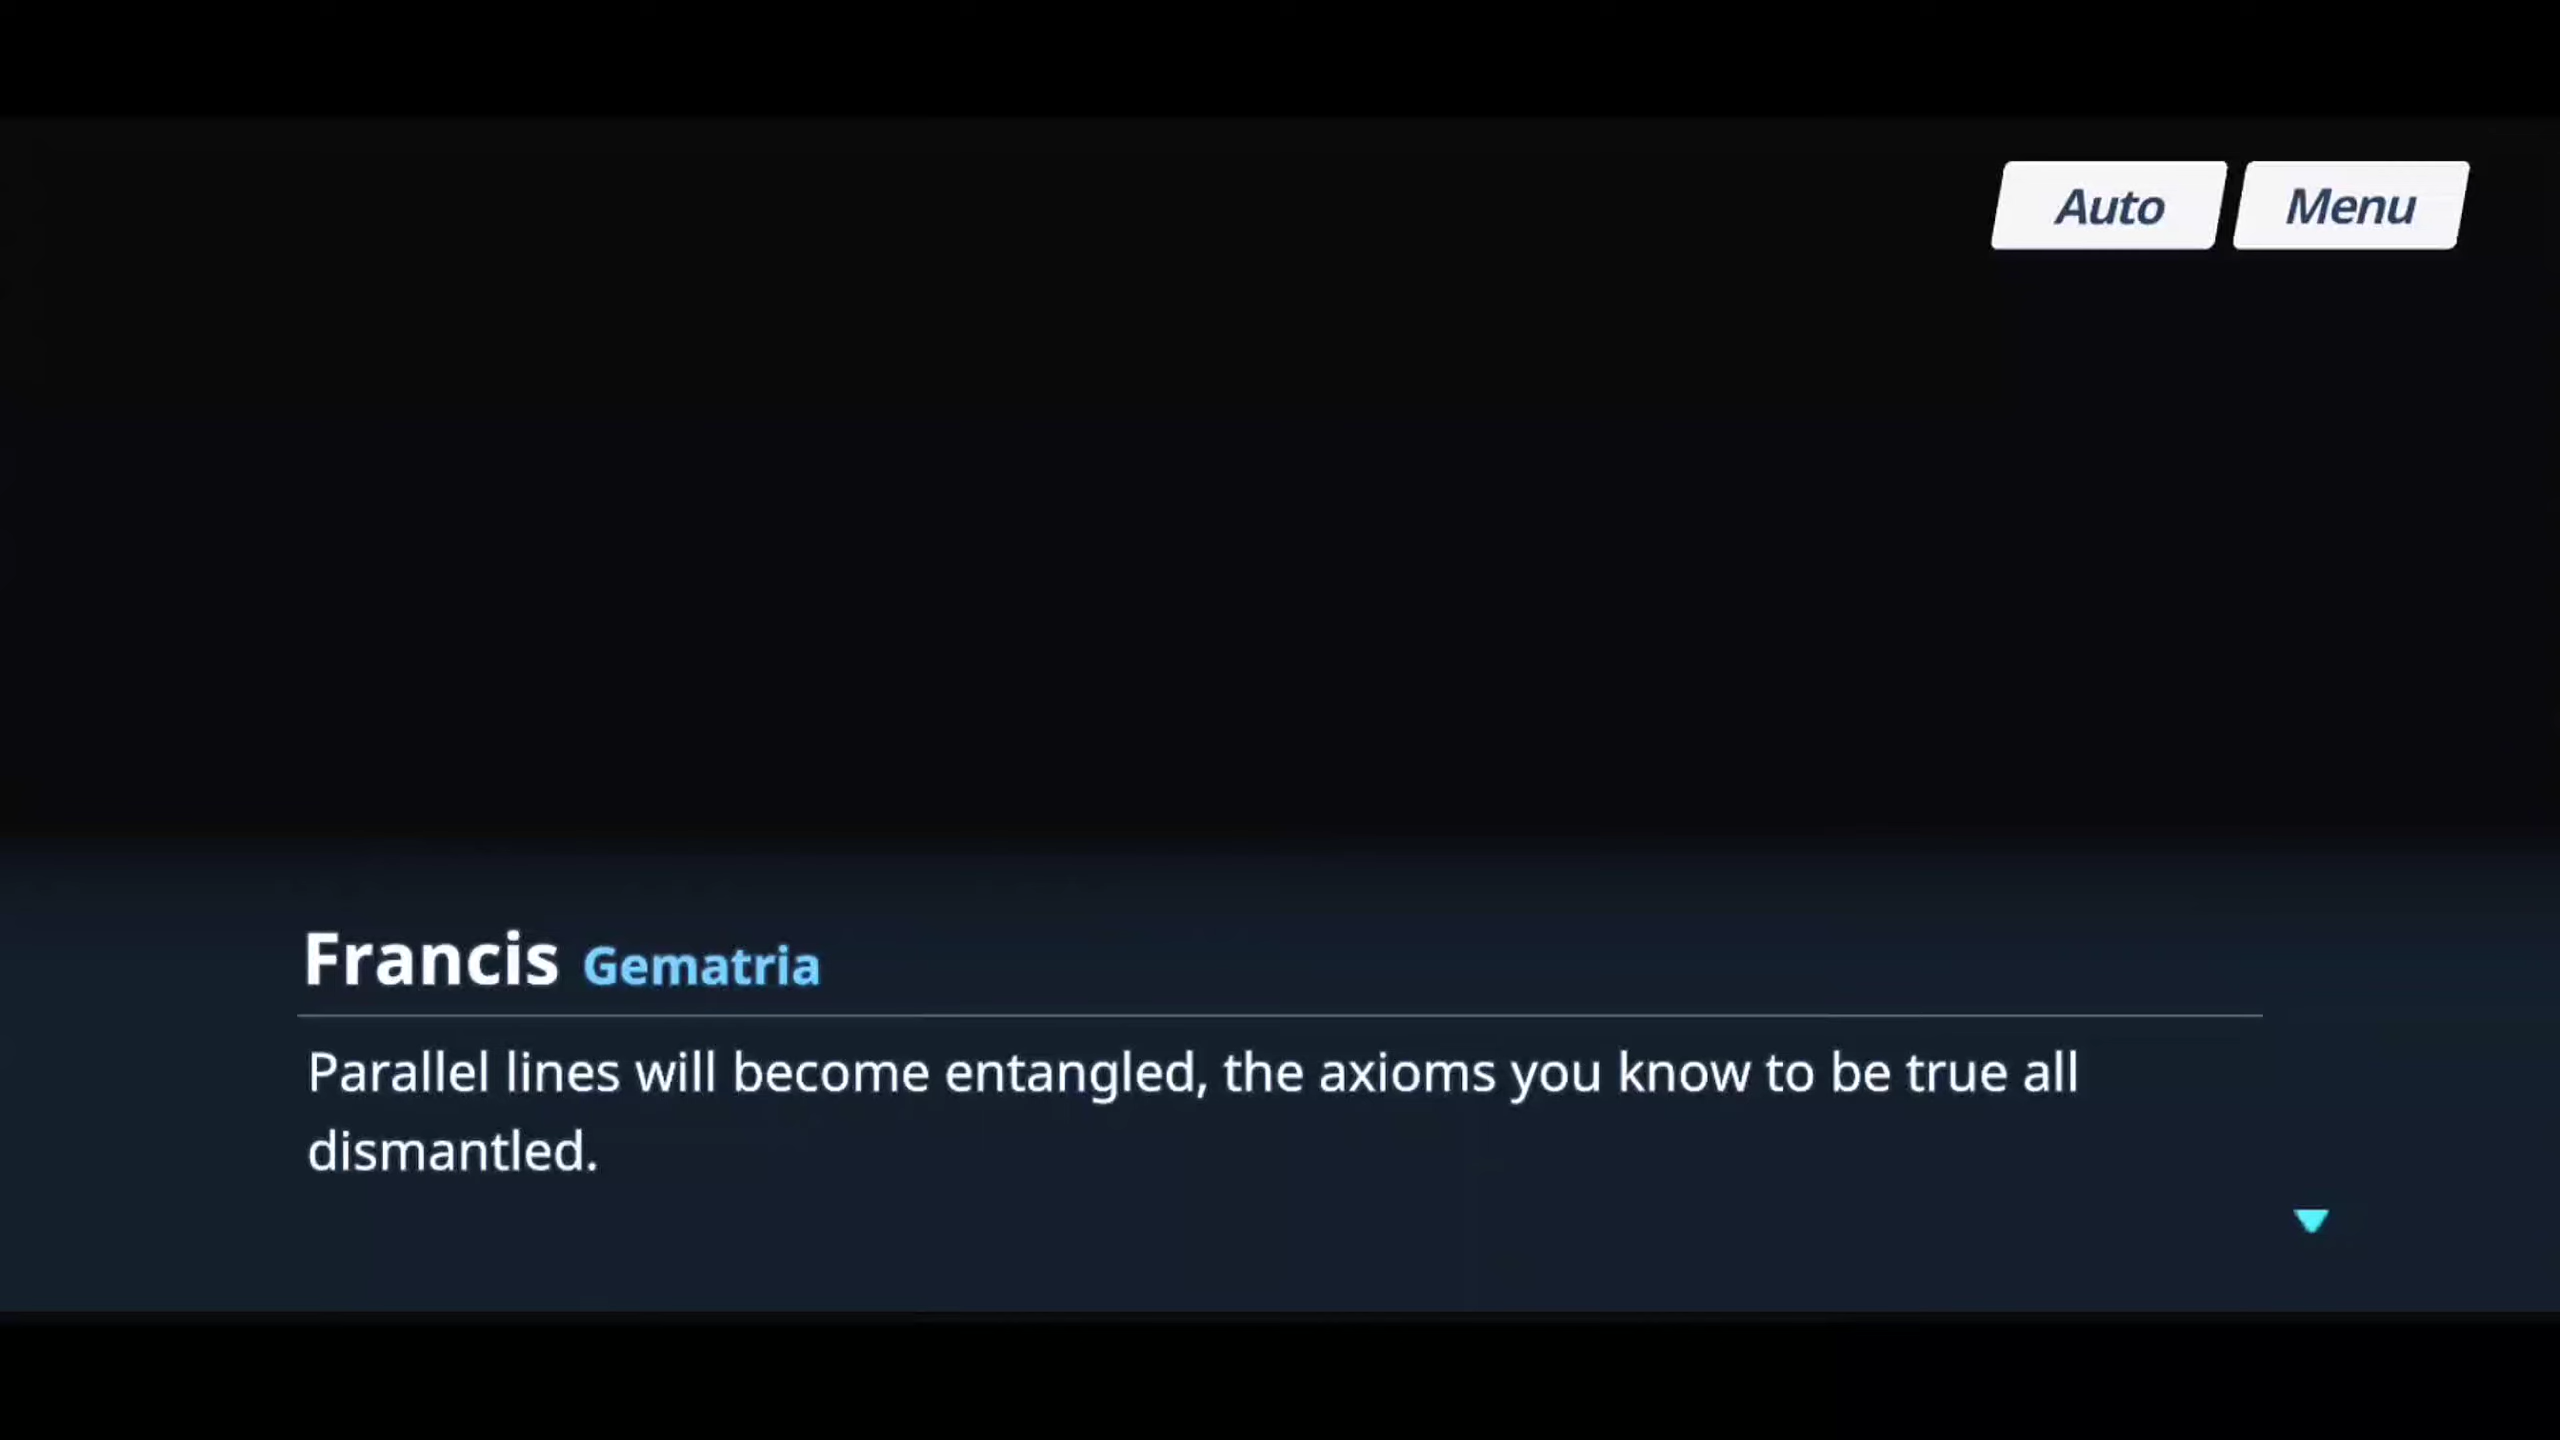 Auto Menu
Francis Gematria
Parallel lines will become entangled, the axioms you know to be true all
dismantled.